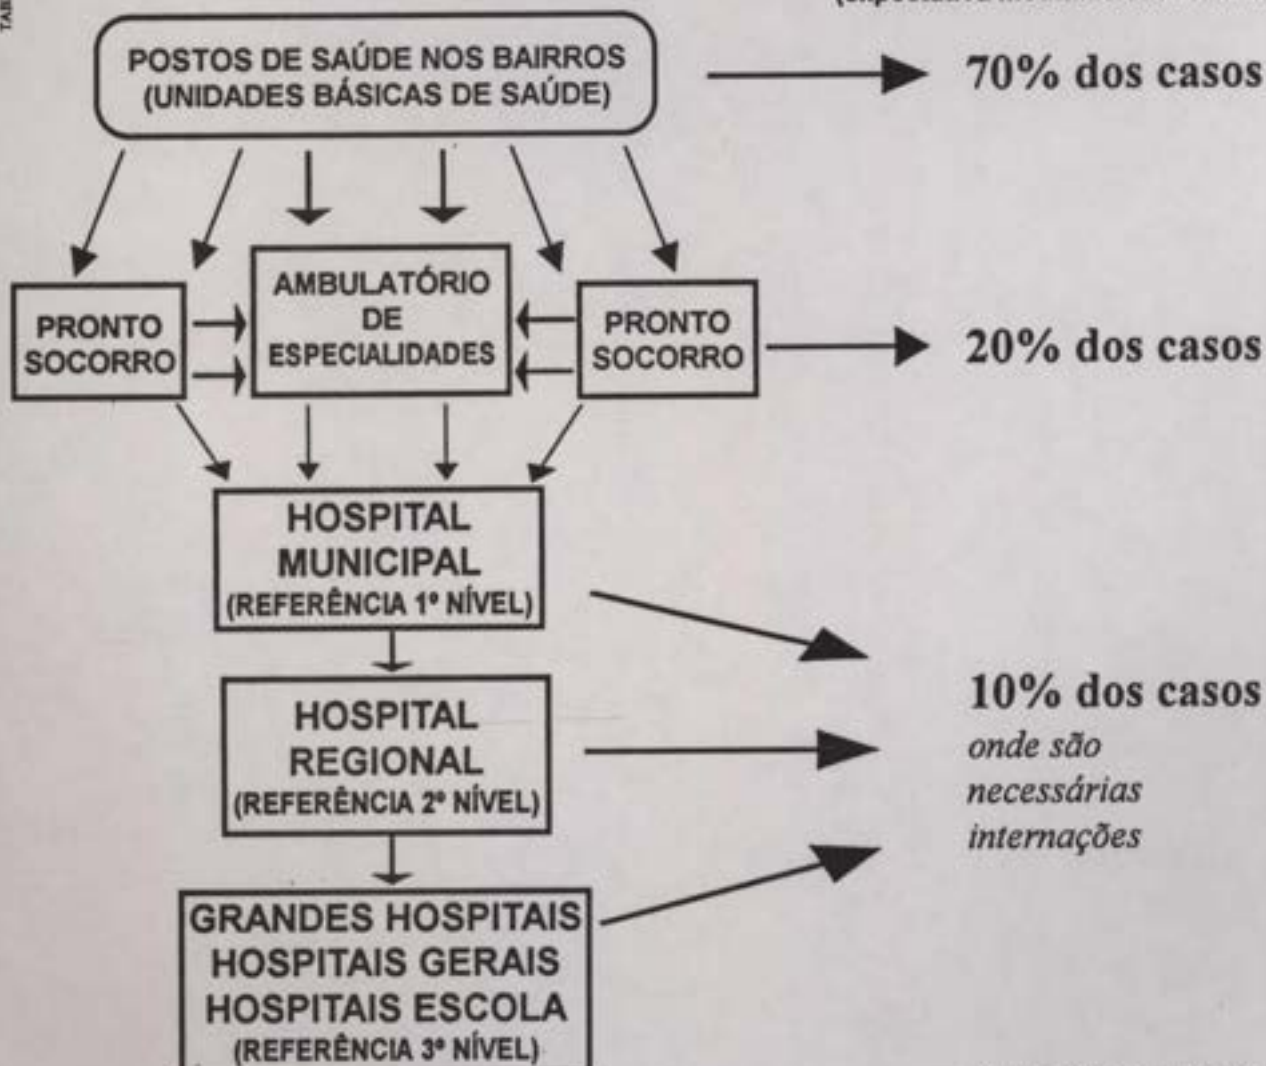 POSTOS DE SAÚDE NOS BAIRROS
(UNIDADES BÁSICAS DE SAÚDE)
70% dos casos
PRONTO
SOCORRO
AMBULATÓRIO
DE
ESPECIALIDADES
PRONTO
SOCORRO
20% dos casos
HOSPITAL
MUNICIPAL
(REFERÊNCIA 1º NÍVEL)
HOSPITAL
REGIONAL
(REFERÊNCIA 2º NÍVEL)
10% dos casos
onde são
necessárias
internações
GRANDES HOSPITAIS
HOSPITAIS GERAIS
HOSPITAIS ESCOLA
(REFERÊNCIA 3º NÍVEL)